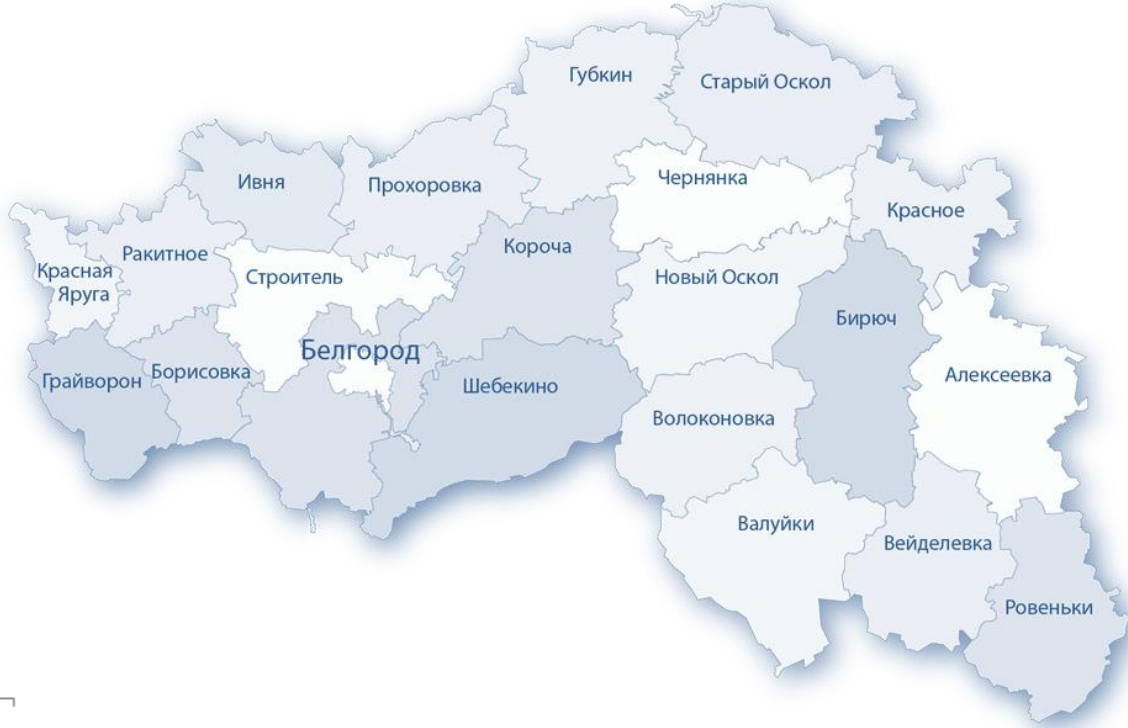 Губкин
Старый Оскол
Ивня
Прохоровка
Чернянка
Красное
Ракитное
Короча
Красная
Яруга
Строитель
Новый Оскол
Бирюч
Белгород
Грайворон
Борисовка
Шебекино
Алексеевка
Волоконовка
Валуйки
Вейделевка
Ровеньки